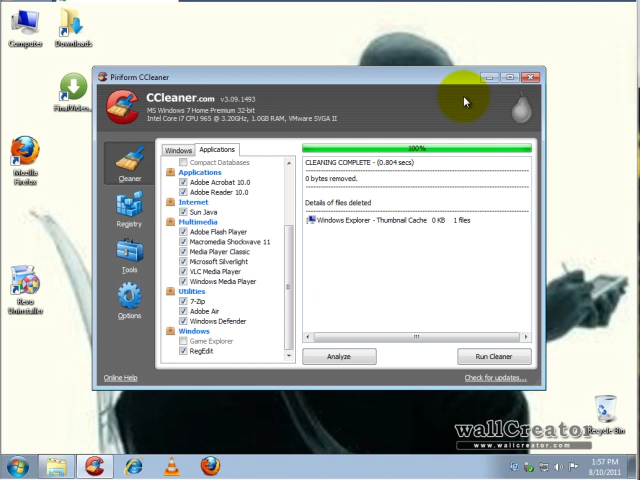 Computer
Downloads
FinalVideo...
Mozilla
Firefox
Revo
Uninstaller
Piriform CCleaner
CCleaner.com v3.09.1493
MS Windows 7 Home Premium 32-bit
Intel Core i7 CPU 965 @ 3.20GHz, 1.0GB RAM, VMware SVGA II
Cleaner
Registry
Tools
Options
Windows
Applications
Compact Databases
Applications
Adobe Acrobat 10.0
Adobe Reader 10.0
Internet
Sun Java
Multimedia
Adobe Flash Player
Macromedia Shockwave 11
Media Player Classic
Microsoft Silverlight
VLC Media Player
Windows Media Player
Utilities
7-Zip
Adobe Air
Windows Defender
Windows
Game Explorer
RegEdit
100%
CLEANING COMPLETE - (0.804 secs)
0 bytes removed.
Details of files deleted
Windows Explorer - Thumbnail Cache 0 KB 1 files
Analyze
Run Cleaner
Online Help
Check for updates...
wallCreator
www.wallcreator.com
Recycle Bin
1:57 PM
8/10/2011